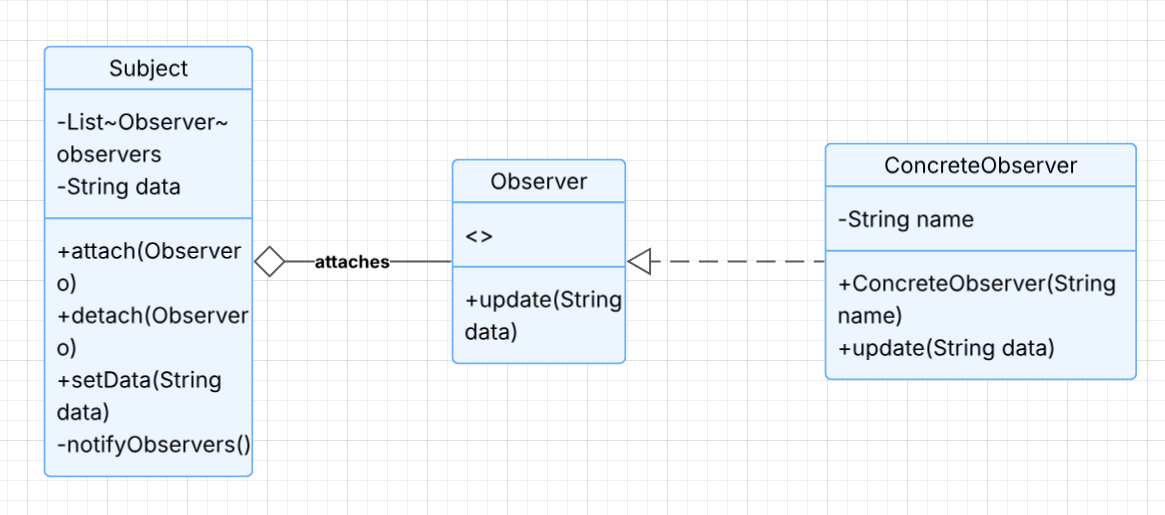 Subject
-List~Observer~
observers
-String data
+attach(Observer
o)
+detach(Observer
o)
+setData(String
data)
-notifyObservers()
attaches
Observer
<>
+update(String
data)
ConcreteObserver
-String name
+ConcreteObserver(String
name)
+update(String data)